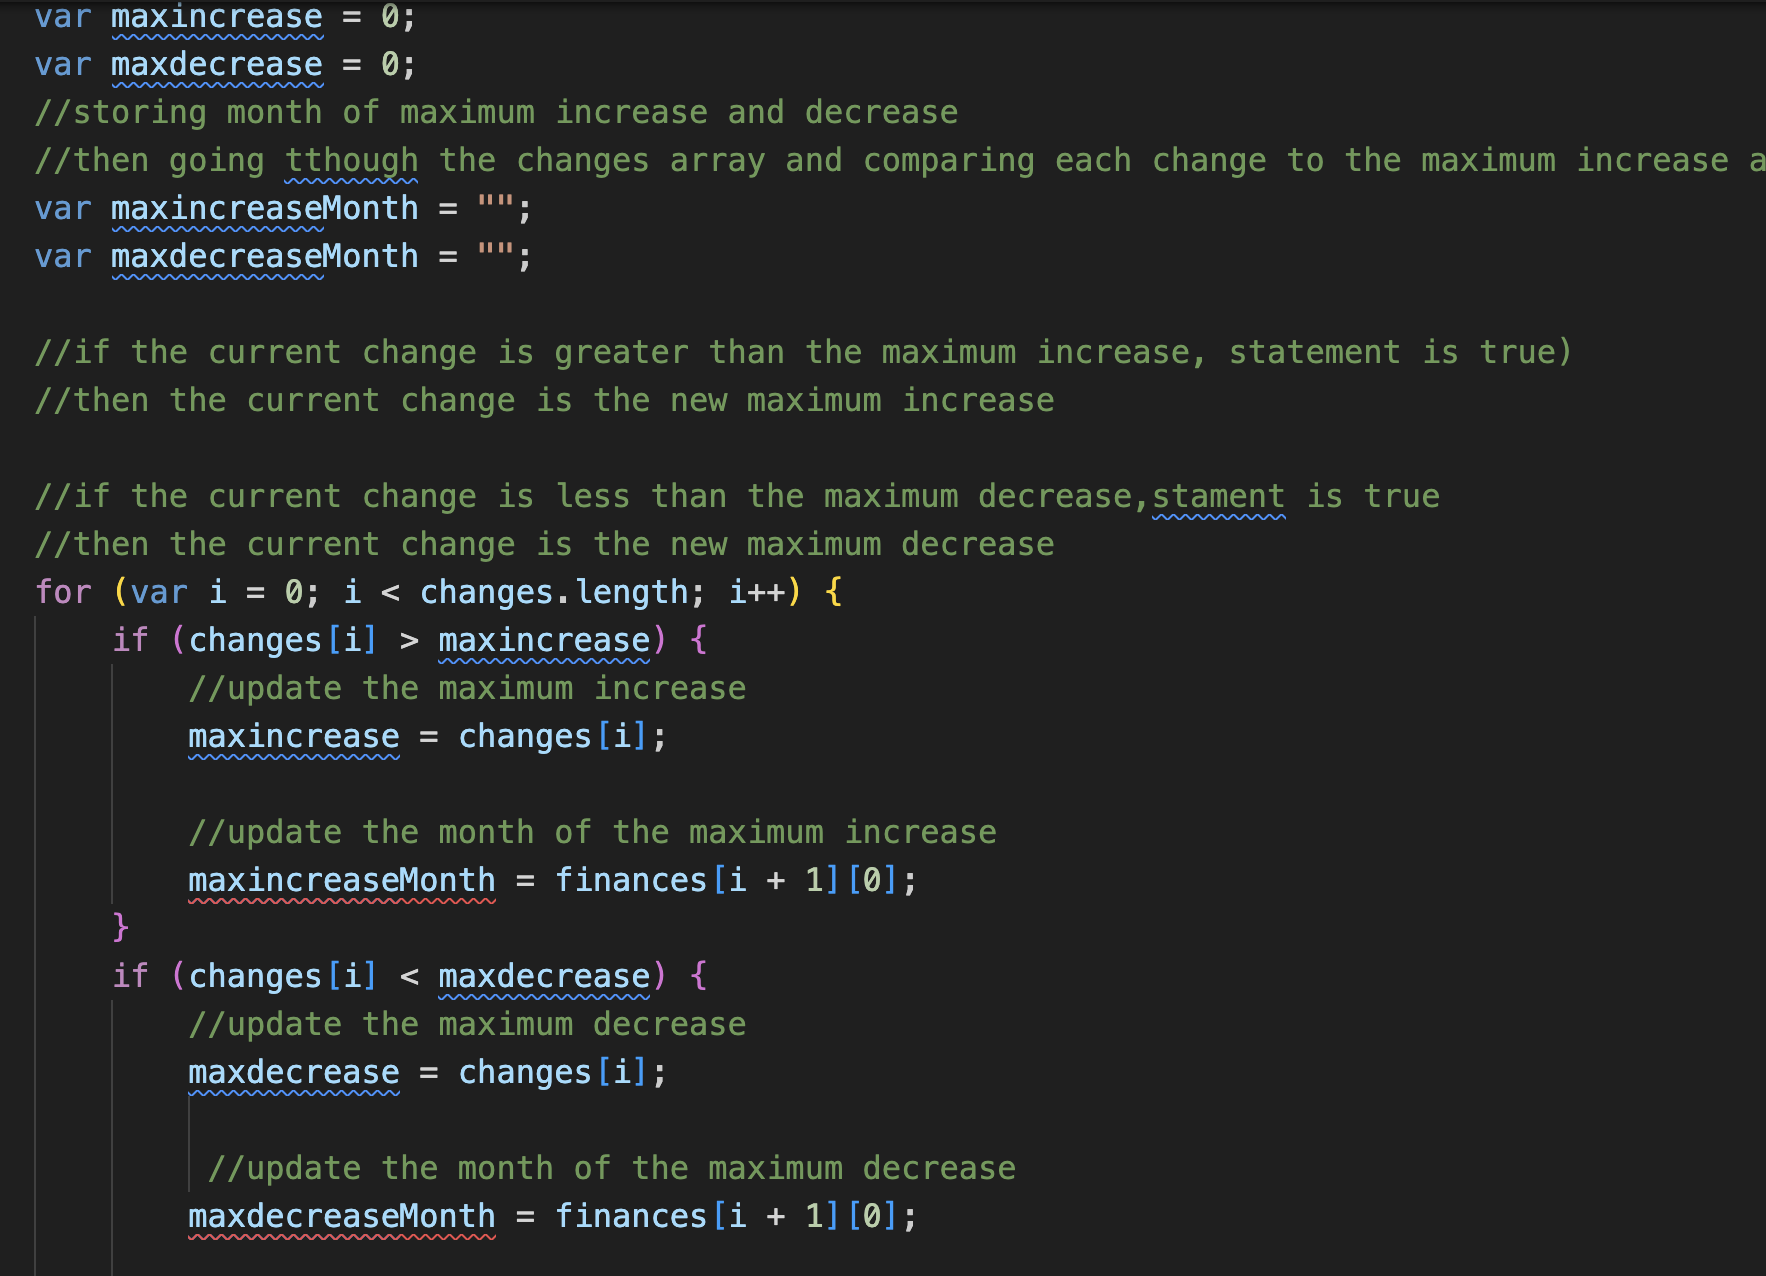 var maxincrease = 0;
var maxdecrease = 0;
//storing month of maximum increase and decrease
//then going tthough the changes array and comparing each change to the maximum increase a
var maxincreaseMonth = "";
var maxdecreaseMonth = "";
//if the current change is greater than the maximum increase, statement is true)
//then the current change is the new maximum increase
//if the current change is less than the maximum decrease,stament is true
//then the current change is the new maximum decrease
for (var i = 0; i < changes.length; i++) {
if (changes[i] > maxincrease) {
//update the maximum increase
maxincrease = changes[i];
//update the month of the maximum increase
maxincreaseMonth = finances[i + 1][0];
}
if (changes[i] < maxdecrease) {
//update the maximum decrease
maxdecrease = changes[i];
//update the month of the maximum decrease
maxdecreaseMonth = finances[i + 1][0];